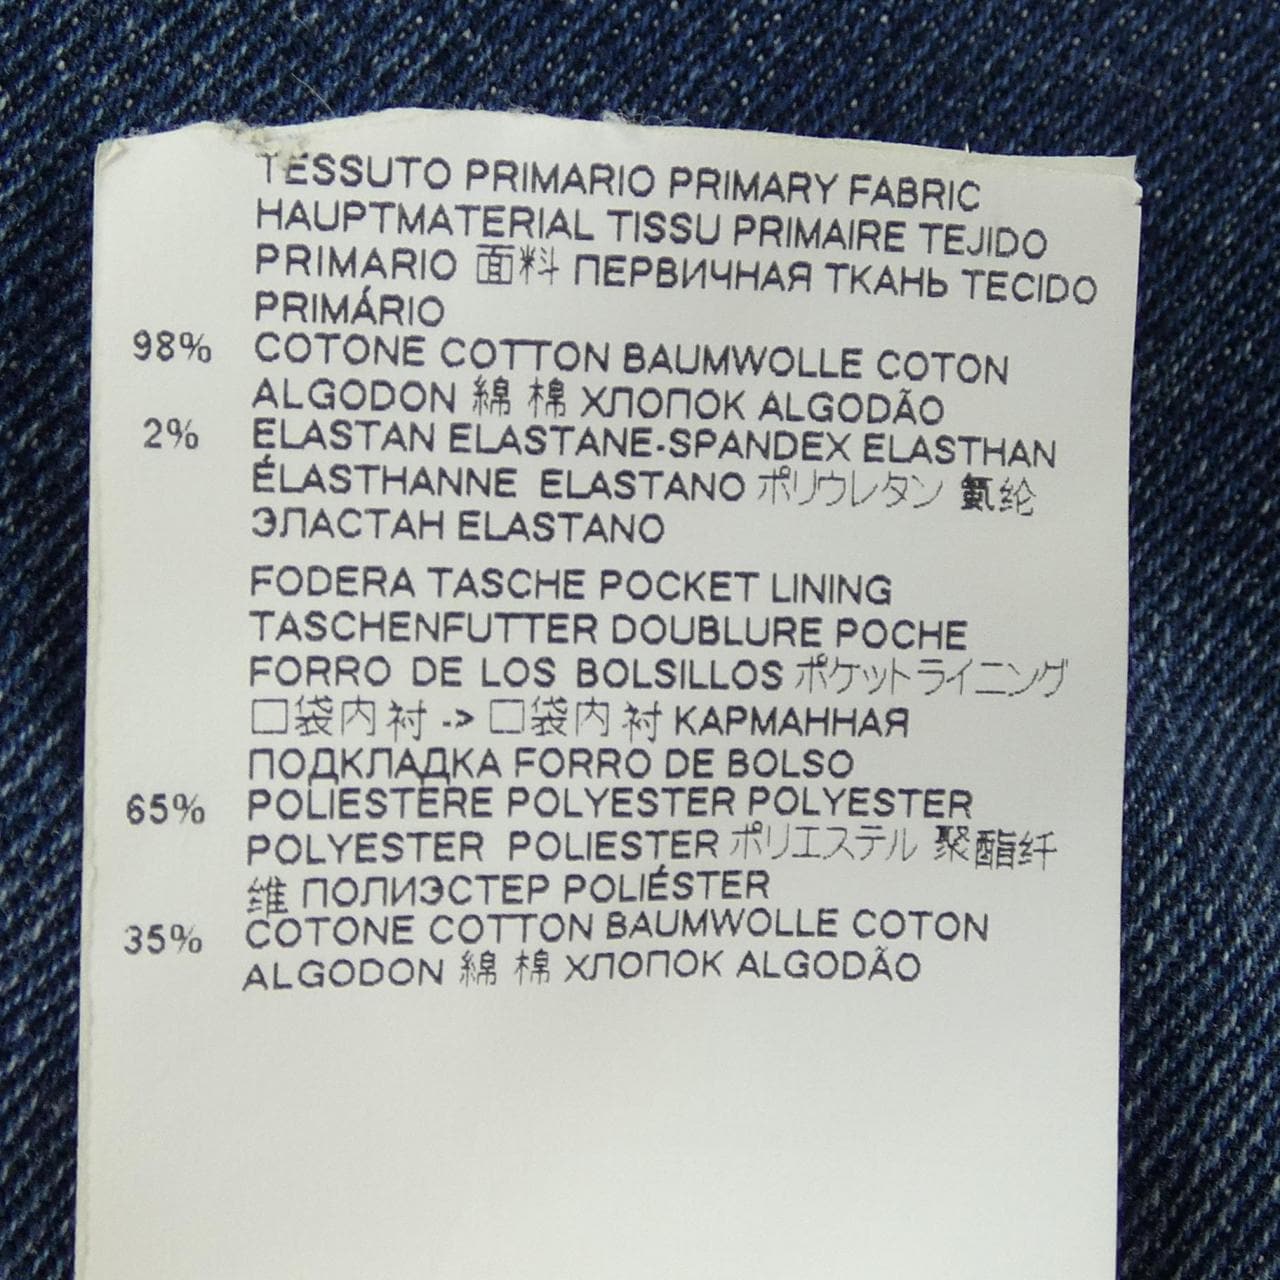 TESSUTO PRIMARIO PRIMARY FABRIC
HAUPTMATERIAL TISSU PRIMAIRE TEJIDO
PRIMARIO 面料 ПЕРВИЧНАЯ ТКАНЬ TECIDO
PRIMÁRIO
98% COTONE COTTON BAUMWOLLE COTON
ALGODON 綿 棉 ХЛОПОК ALGODÃO
2% ELASTAN ELASTANE-SPANDEX ELASTHAN
ÉLASTHANNE ELASTANO ポリウレタン 氨纶
ЭЛАСТАН ELASTANO
FODERA TASCHE POCKET LINING
TASCHENFUTTER DOUBLURE POCHE
FORRO DE LOS BOLSILLOS ポケットライニング
口袋内衬 -> 口袋内衬 КАРМАННАЯ
ПОДКЛАДКА FORRO DE BOLSO
65% POLIESTERE POLYESTER POLYESTER
POLYESTER POLIESTER ポリエステル 聚酯纤
维 ПОЛИЭСТЕР POLIÉSTER
35% COTONE COTTON BAUMWOLLE COTON
ALGODON 綿 棉 ХЛОПОК ALGODÃO